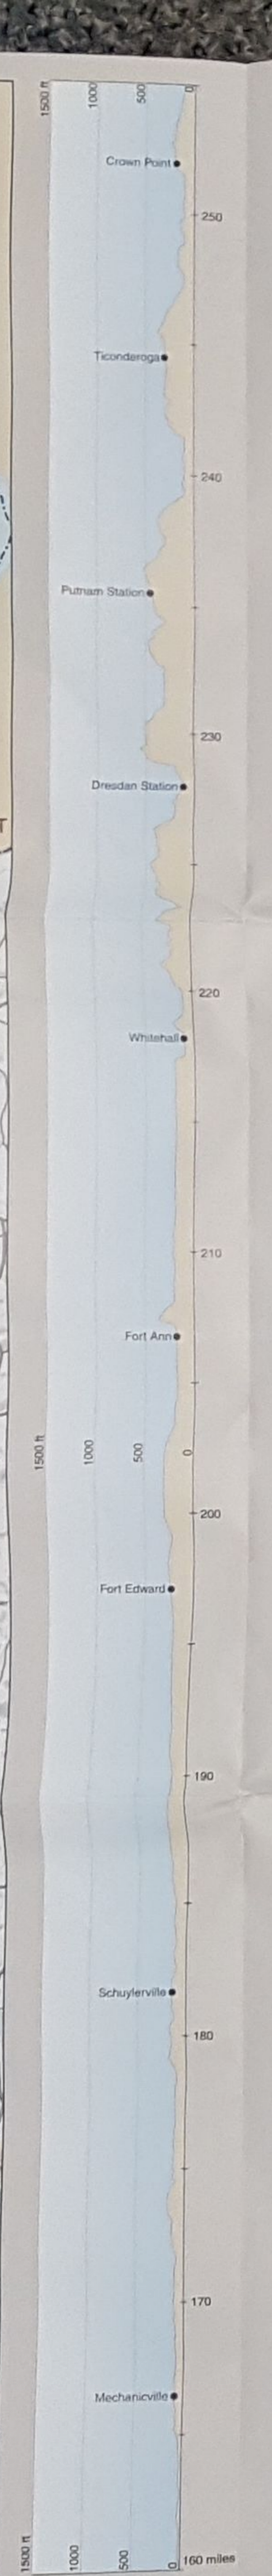 1500 ft
1000
500
0
Crown Point
250
Ticonderoga
240
Putnam Station
230
Dresdan Station
220
Whitehall
210
Fort Ann
1500 ft
1000
500
0
200
Fort Edward
190
Schuylerville
180
170
Mechanicville
1500 ft
1000
500
0
160 miles